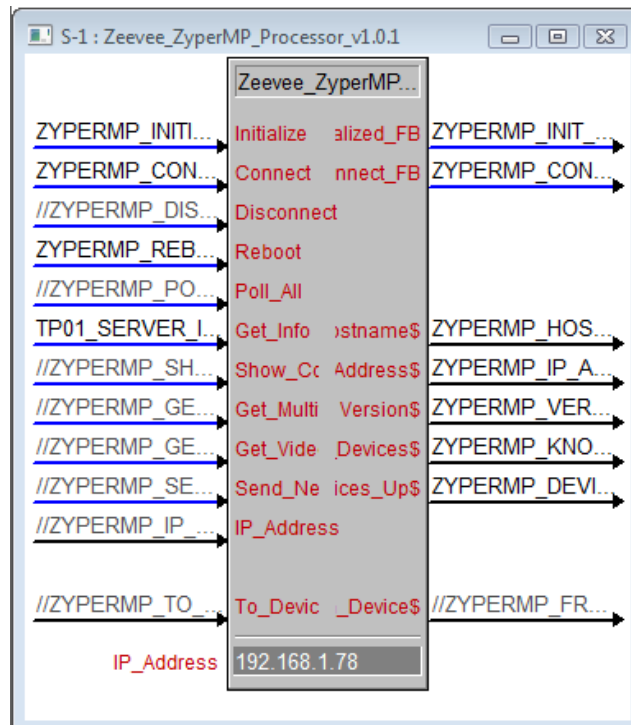 S-1 : Zeevee_ZyperMP_Processor_v1.0.1
Zeevee_ZyperMP...
ZYPERMP_INITI... Initialize alized_FB ZYPERMP_INIT_...
ZYPERMP_CON... Connect nnect_FB ZYPERMP_CON...
//ZYPERMP_DIS... Disconnect
ZYPERMP_REB... Reboot
//ZYPERMP_PO... Poll_All
TP01_SERVER_I... Get_Info ostname$ ZYPERMP_HOS...
//ZYPERMP_SH... Show_Co Address$ ZYPERMP_IP_A...
//ZYPERMP_GE... Get_Multi Version$ ZYPERMP_VER...
//ZYPERMP_GE... Get_Vide _Devices$ ZYPERMP_KNO...
//ZYPERMP_SE... Send_Ne ices_Up$ ZYPERMP_DEVI...
//ZYPERMP_IP_... IP_Address
//ZYPERMP_TO_... To_Devic _Device$ //ZYPERMP_FR...
IP_Address 192.168.1.78